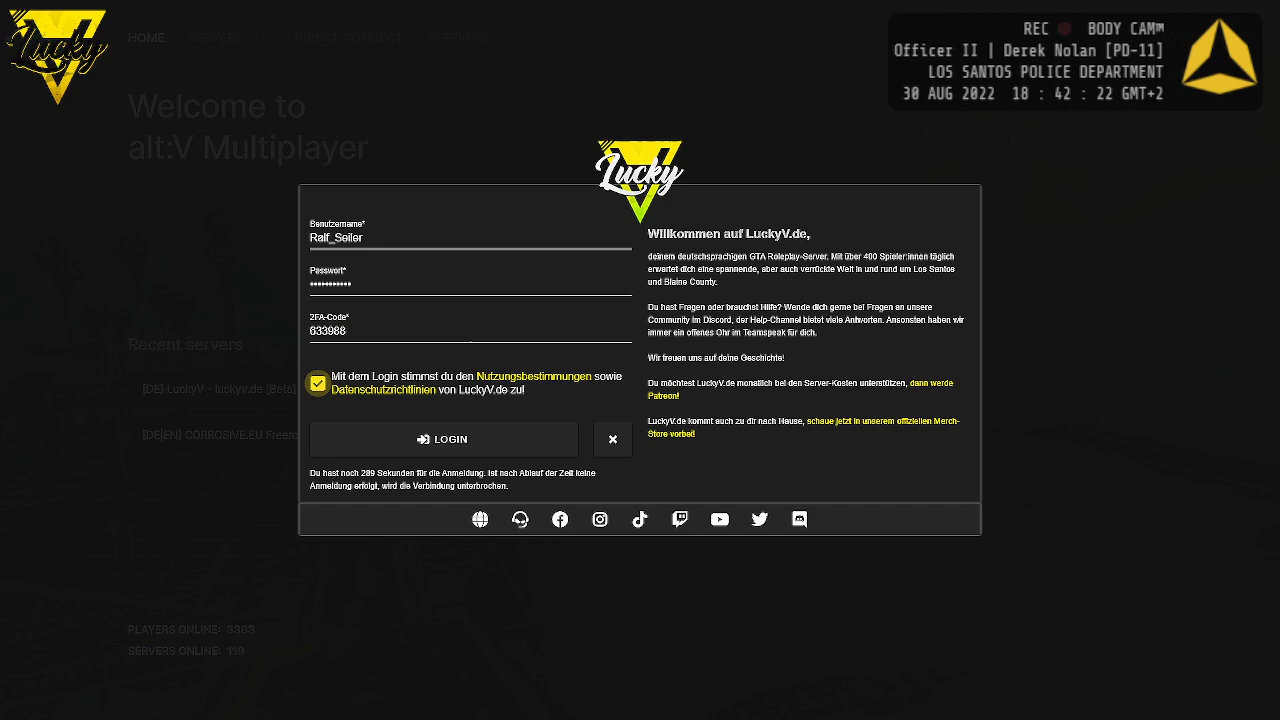 Lucky
HOME
SERVERS
DIRECT CONNECT
SETTINGS
REC BODY CAM™
Officer II | Derek Nolan [PD-11]
LOS SANTOS POLICE DEPARTMENT
30 AUG 2022 18 : 42 : 22 GMT+2
Welcome to
alt:V Multiplayer
Lucky
Benutzername*
Ralf_Seiler
Passwort*
•••••••••••
2FA-Code*
633988
Mit dem Login stimmst du den Nutzungsbestimmungen sowie
Datenschutzrichtlinien von LuckyV.de zu!
LOGIN
Du hast noch 289 Sekunden für die Anmeldung. Ist nach Ablauf der Zeit keine
Anmeldung erfolgt, wird die Verbindung unterbrochen.
Willkommen auf LuckyV.de,
deinem deutschsprachigen GTA Roleplay-Server. Mit über 400 Spieler:innen täglich
erwartet dich eine spannende, aber auch verrückte Welt in und rund um Los Santos
und Blaine County.
Du hast Fragen oder brauchst Hilfe? Wende dich gerne bei Fragen an unsere
Community im Discord, der Help-Channel bietet viele Antworten. Ansonsten haben wir
immer ein offenes Ohr im Teamspeak für dich.
Wir freuen uns auf deine Geschichte!
Du möchtest LuckyV.de monatlich bei den Server-Kosten unterstützen, dann werde
Patreon!
LuckyV.de kommt auch zu dir nach Hause, schaue jetzt in unserem offiziellen Merch-
Store vorbei!
Recent servers
[DE] LuckyV - luckyv.de [Beta]
[DE|EN] CORROSIVE.EU Freero
PLAYERS ONLINE: 3383
SERVERS ONLINE: 119